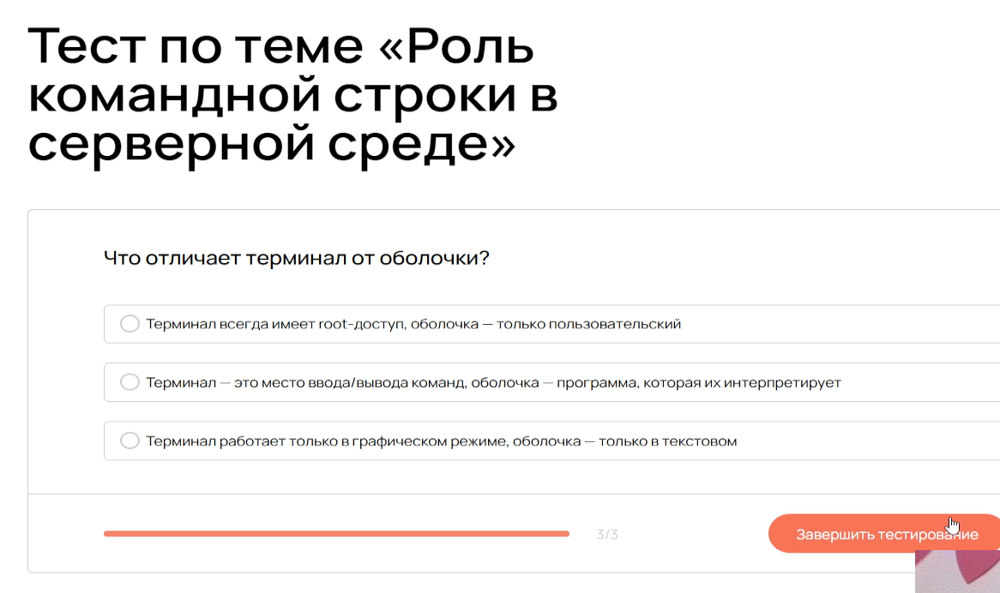 Тест по теме «Роль
командной строки в
серверной среде»
Что отличает терминал от оболочки?
Терминал всегда имеет root-доступ, оболочка — только пользовательский
Терминал — это место ввода/вывода команд, оболочка — программа, которая их интерпретирует
Терминал работает только в графическом режиме, оболочка — только в текстовом
3/3
Завершить тестирование